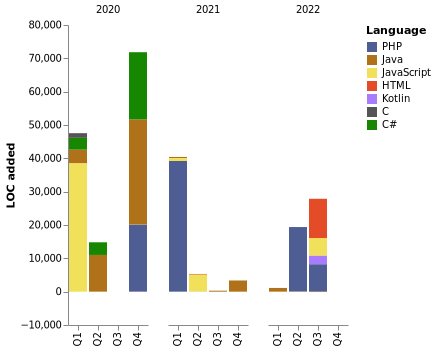 2020 2021 2022
LOC added
80,000
70,000
60,000
50,000
40,000
30,000
20,000
10,000
0
−10,000
Q1 Q2 Q3 Q4 Q1 Q2 Q3 Q4 Q1 Q2 Q3 Q4
Language
PHP
Java
JavaScript
HTML
Kotlin
C
C#